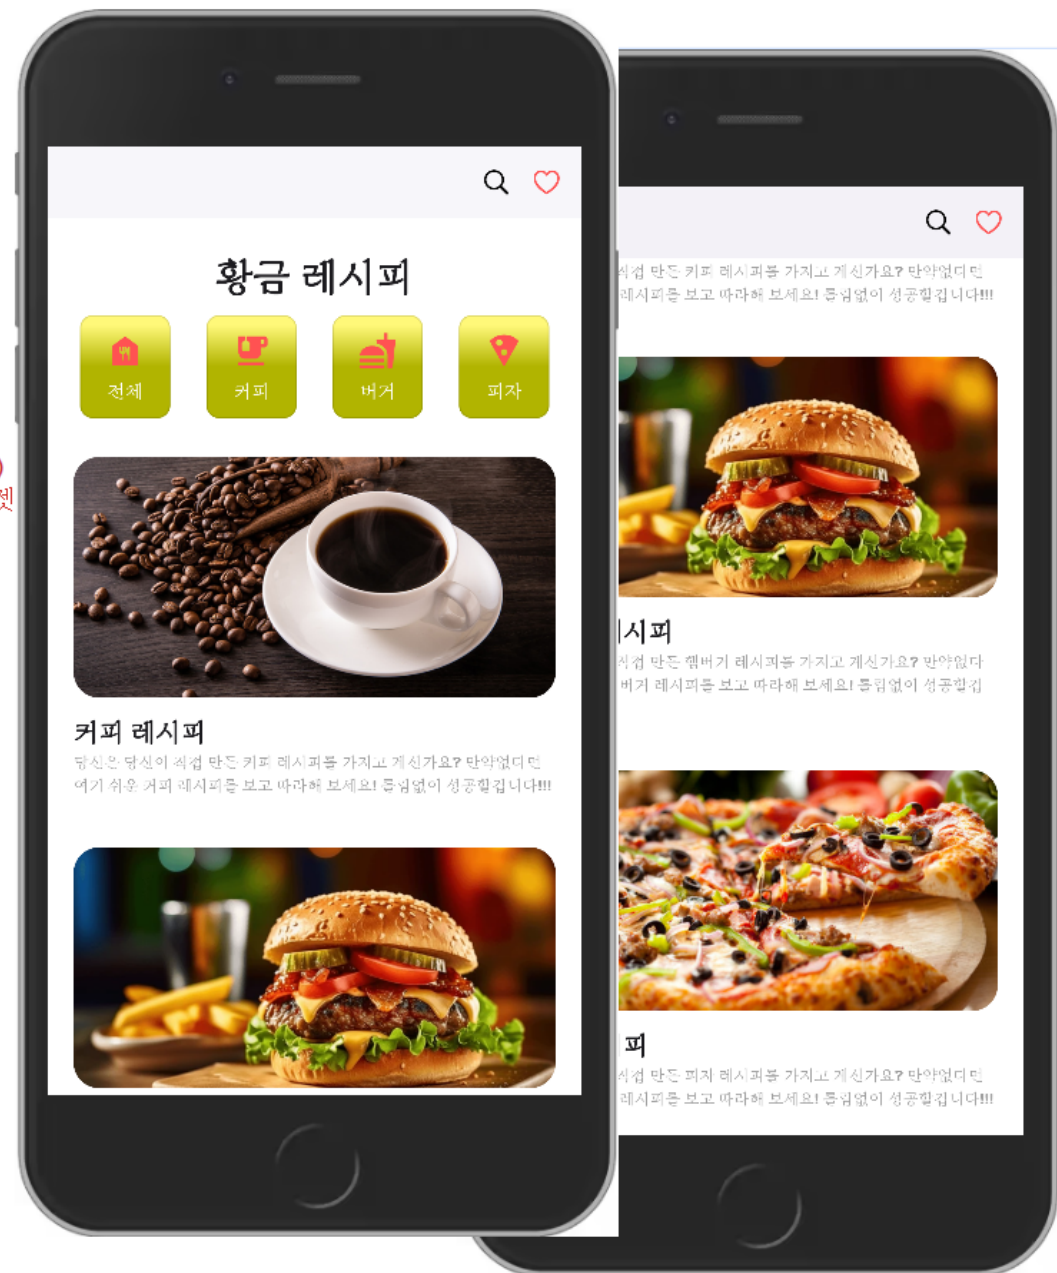 황금 레시피
전체
커피
버거
피자
커피 레시피
당신은 당신이 직접 만든 커피 레시피를 가지고 계신가요? 만약없다면
여기 쉬운 커피 레시피를 보고 따라해 보세요! 틀림없이 성공할겁니다!!!
직접 만든 커피 레시피를 가지고 계신가요? 만약없다면
레시피를 보고 따라해 보세요! 틀림없이 성공할겁니다!!!
시피
직접 만든 햄버거 레시피를 가지고 계신가요? 만약없다
버거 레시피를 보고 따라해 보세요! 틀림없이 성공할겁
피
직접 만든 피자 레시피를 가지고 계신가요? 만약없다면
레시피를 보고 따라해 보세요! 틀림없이 성공할겁니다!!!